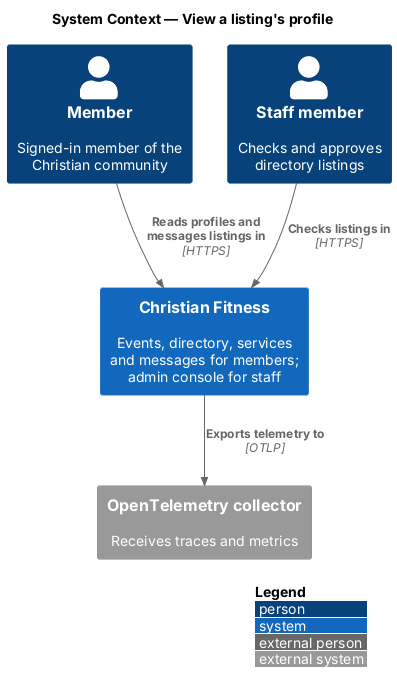 System Context — View a listing's profile
Member
Signed-in member of the
Christian community
Staff member
Checks and approves
directory listings
Reads profiles and
messages listings in
[HTTPS]
Checks listings in
[HTTPS]
Christian Fitness
Events, directory, services
and messages for members;
admin console for staff
Exports telemetry to
[OTLP]
OpenTelemetry collector
Receives traces and metrics
Legend
person
system
external person
external system